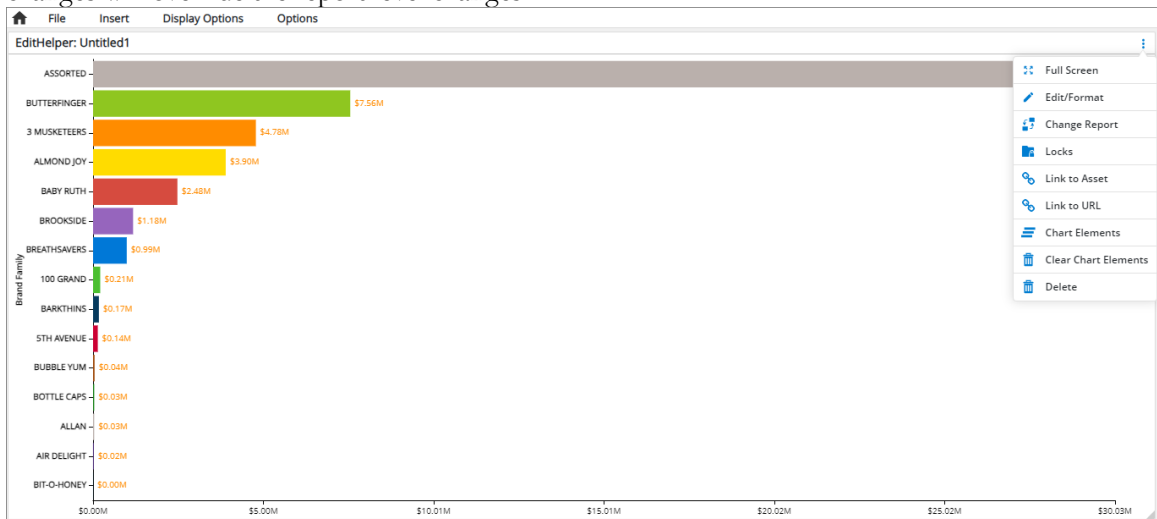 File Insert Display Options Options
EditHelper: Untitled1
Full Screen
Edit/Format
Change Report
Locks
Link to Asset
Link to URL
Chart Elements
Clear Chart Elements
Delete
Brand Family
ASSORTED
BUTTERFINGER $7.56M
3 MUSKETEERS $4.78M
ALMOND JOY $3.90M
BABY RUTH $2.48M
BROOKSIDE $1.18M
BREATHSAVERS $0.99M
100 GRAND $0.21M
BARKTHINS $0.17M
5TH AVENUE $0.14M
BUBBLE YUM $0.04M
BOTTLE CAPS $0.03M
ALLAN $0.03M
AIR DELIGHT $0.02M
BIT-O-HONEY $0.00M
$0.00M $5.00M $10.01M $15.01M $20.02M $25.02M $30.03M